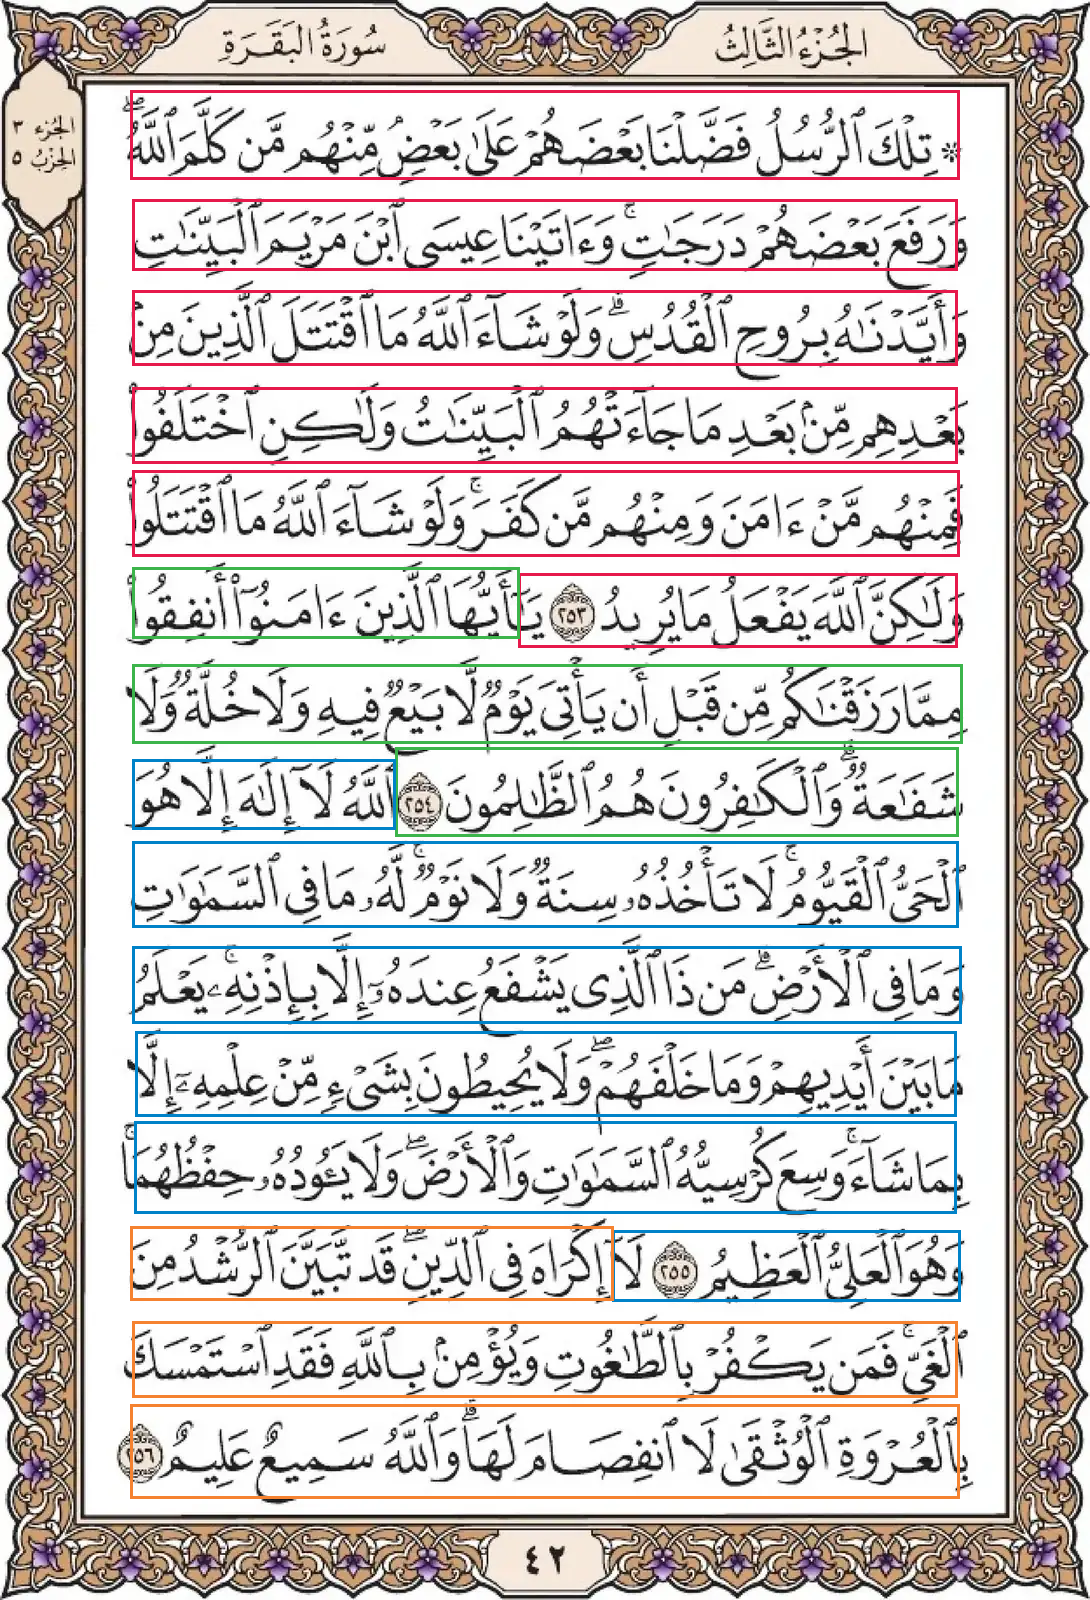 الجزء الثالث
سورة البقرة
الجزء ٣
الحزب ٥
۞ تِلْكَ ٱلرُّسُلُ فَضَّلْنَا بَعْضَهُمْ عَلَىٰ بَعْضٍ مِّنْهُم مَّن كَلَّمَ ٱللَّهُۖ
وَرَفَعَ بَعْضَهُمْ دَرَجَٰتٍۚ وَءَاتَيْنَا عِيسَى ٱبْنَ مَرْيَمَ ٱلْبَيِّنَٰتِ
وَأَيَّدْنَٰهُ بِرُوحِ ٱلْقُدُسِۗ وَلَوْ شَآءَ ٱللَّهُ مَا ٱقْتَتَلَ ٱلَّذِينَ مِنۢ
بَعْدِهِم مِّنۢ بَعْدِ مَا جَآءَتْهُمُ ٱلْبَيِّنَٰتُ وَلَٰكِنِ ٱخْتَلَفُوا۟
فَمِنْهُم مَّنْ ءَامَنَ وَمِنْهُم مَّن كَفَرَۚ وَلَوْ شَآءَ ٱللَّهُ مَا ٱقْتَتَلُوا۟
وَلَٰكِنَّ ٱللَّهَ يَفْعَلُ مَا يُرِيدُ ٢٥٣ يَٰٓأَيُّهَا ٱلَّذِينَ ءَامَنُوٓا۟ أَنفِقُوا۟
مِمَّا رَزَقْنَٰكُم مِّن قَبْلِ أَن يَأْتِىَ يَوْمٌ لَّا بَيْعٌ فِيهِ وَلَا خُلَّةٌ وَلَا
شَفَٰعَةٌۗ وَٱلْكَٰفِرُونَ هُمُ ٱلظَّٰلِمُونَ ٢٥٤ ٱللَّهُ لَآ إِلَٰهَ إِلَّا هُوَ
ٱلْحَىُّ ٱلْقَيُّومُۚ لَا تَأْخُذُهُۥ سِنَةٌ وَلَا نَوْمٌۚ لَّهُۥ مَا فِى ٱلسَّمَٰوَٰتِ
وَمَا فِى ٱلْأَرْضِۗ مَن ذَا ٱلَّذِى يَشْفَعُ عِندَهُۥٓ إِلَّا بِإِذْنِهِۦۚ يَعْلَمُ
مَا بَيْنَ أَيْدِيهِمْ وَمَا خَلْفَهُمْۖ وَلَا يُحِيطُونَ بِشَىْءٍ مِّنْ عِلْمِهِۦٓ إِلَّا
بِمَا شَآءَۚ وَسِعَ كُرْسِيُّهُ ٱلسَّمَٰوَٰتِ وَٱلْأَرْضَۖ وَلَا يَـُٔودُهُۥ حِفْظُهُمَاۚ
وَهُوَ ٱلْعَلِىُّ ٱلْعَظِيمُ ٢٥٥ لَآ إِكْرَاهَ فِى ٱلدِّينِۖ قَد تَّبَيَّنَ ٱلرُّشْدُ مِنَ
ٱلْغَىِّۚ فَمَن يَكْفُرْ بِٱلطَّٰغُوتِ وَيُؤْمِنۢ بِٱللَّهِ فَقَدِ ٱسْتَمْسَكَ
بِٱلْعُرْوَةِ ٱلْوُثْقَىٰ لَا ٱنفِصَامَ لَهَاۗ وَٱللَّهُ سَمِيعٌ عَلِيمٌ ٢٥٦
٤٢